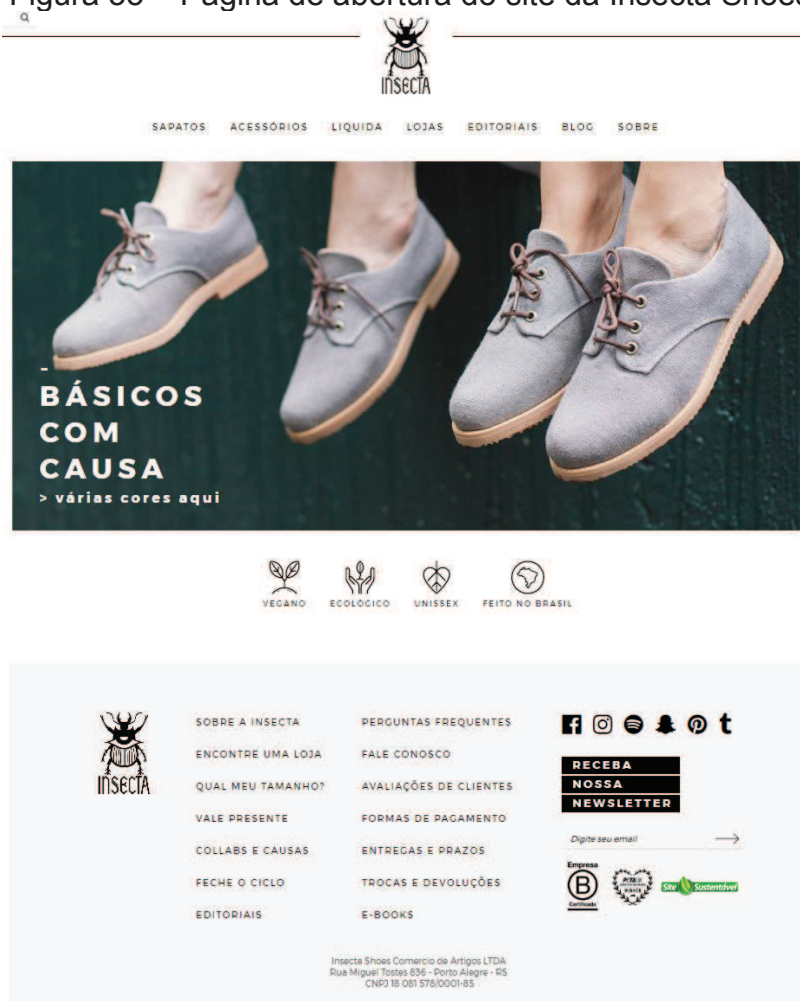 Página de abertura do site da Insecta Shoes
INSECTA
SAPATOS ACESSÓRIOS LIQUIDA LOJAS EDITORIAIS BLOG SOBRE
BÁSICOS
COM
CAUSA
> várias cores aqui
VEGANO ECOLÓGICO UNISSEX FEITO NO BRASIL
INSECTA
SOBRE A INSECTA
ENCONTRE UMA LOJA
QUAL MEU TAMANHO?
VALE PRESENTE
COLLABS E CAUSAS
FECHE O CICLO
EDITORIAIS
PERGUNTAS FREQUENTES
FALE CONOSCO
AVALIAÇÕES DE CLIENTES
FORMAS DE PAGAMENTO
ENTREGAS E PRAZOS
TROCAS E DEVOLUÇÕES
E-BOOKS
RECEBA
NOSSA
NEWSLETTER
Digite seu email
Empresa
B
Certificada
Site Sustentável
Insecta Shoes Comercio de Artigos LTDA
Rua Miguel Tostes 836 - Porto Alegre - RS
CNPJ 18 081 578/0001-85